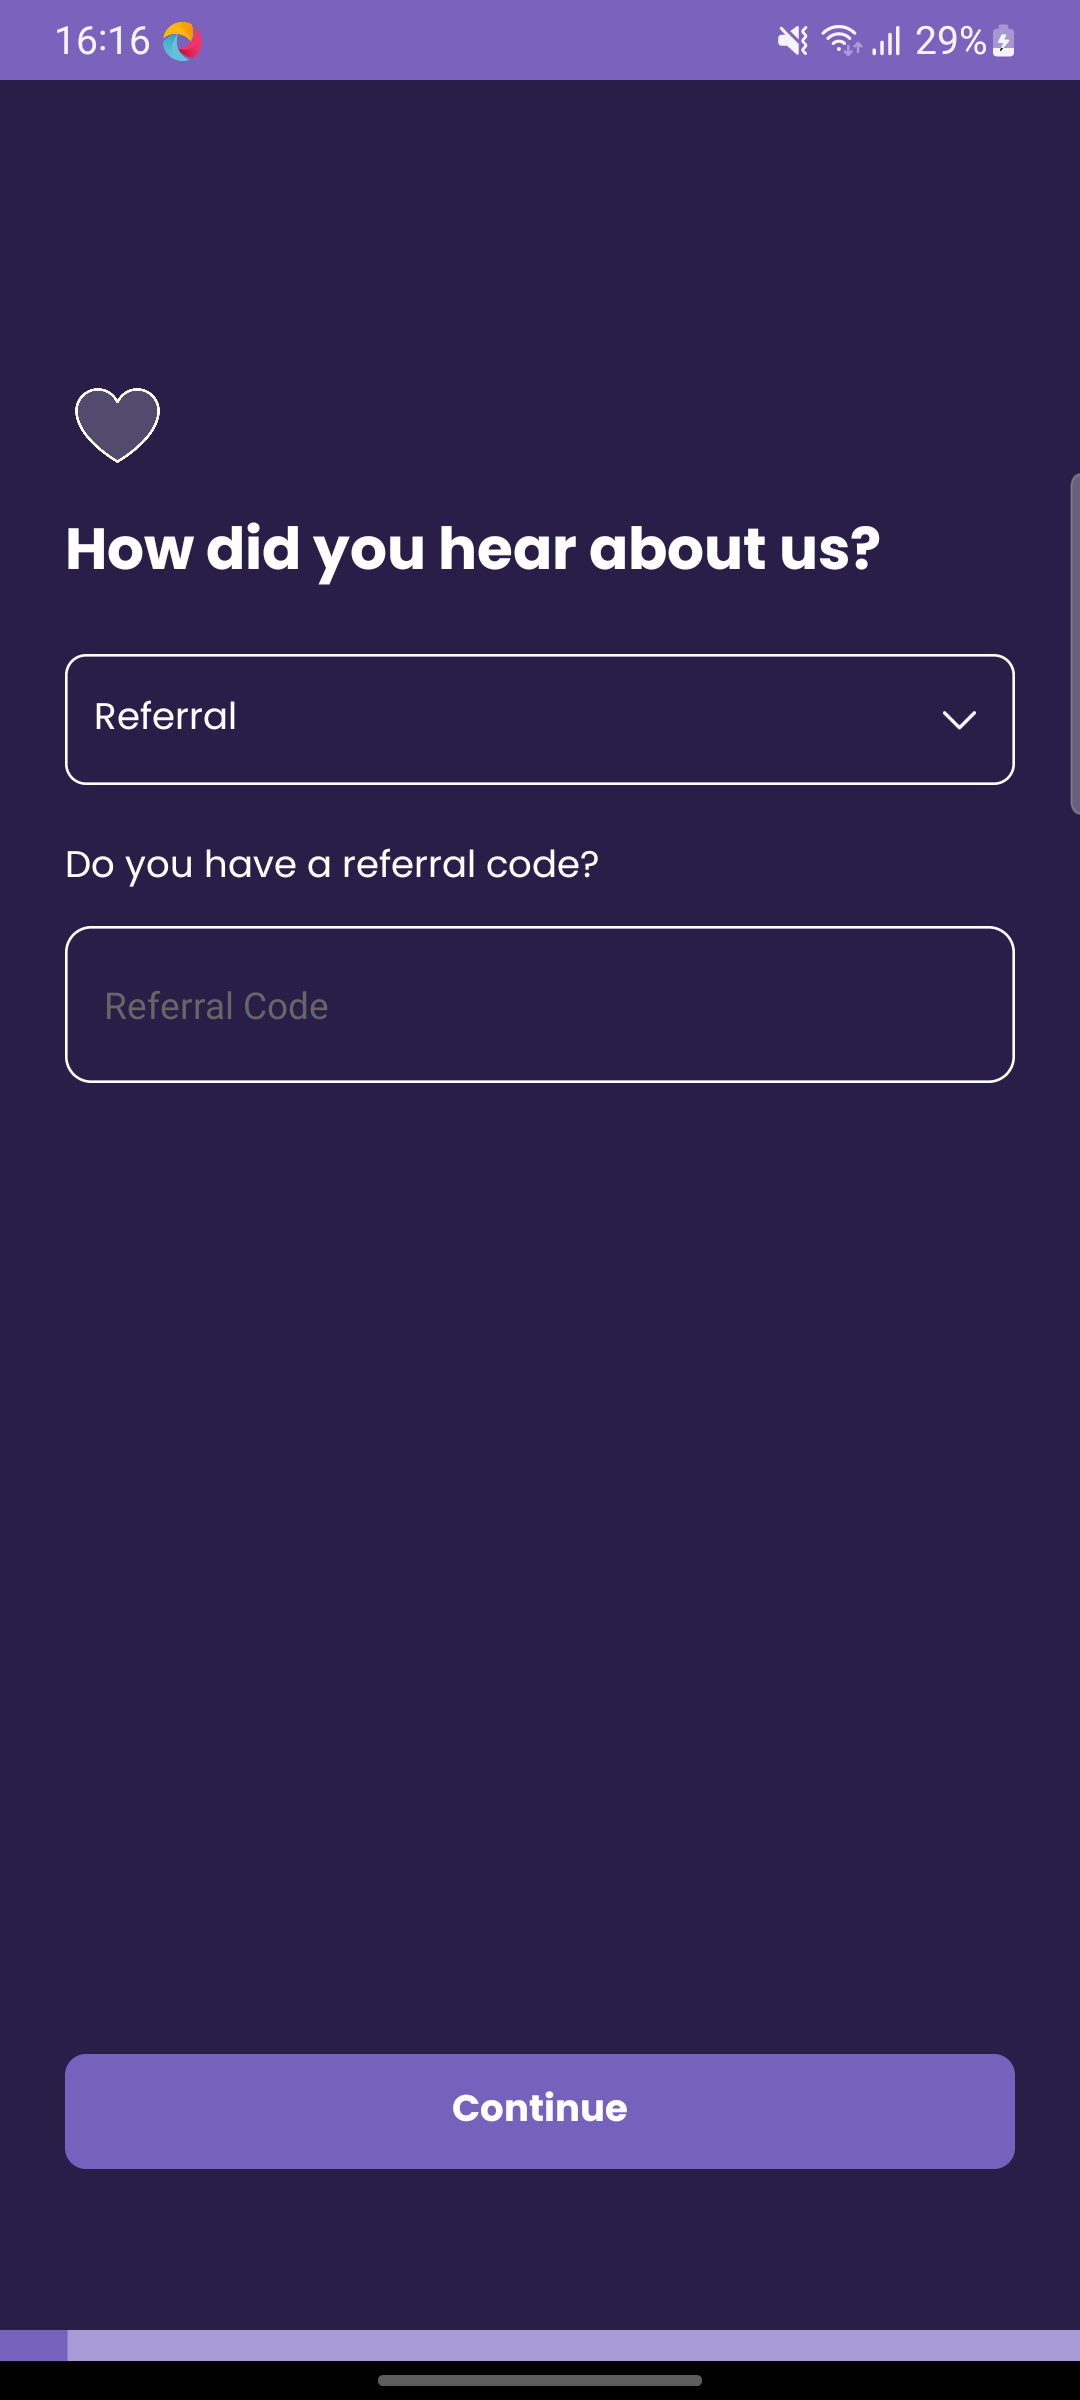 16:16 29%
How did you hear about us?
Referral
Do you have a referral code?
Referral Code
Continue